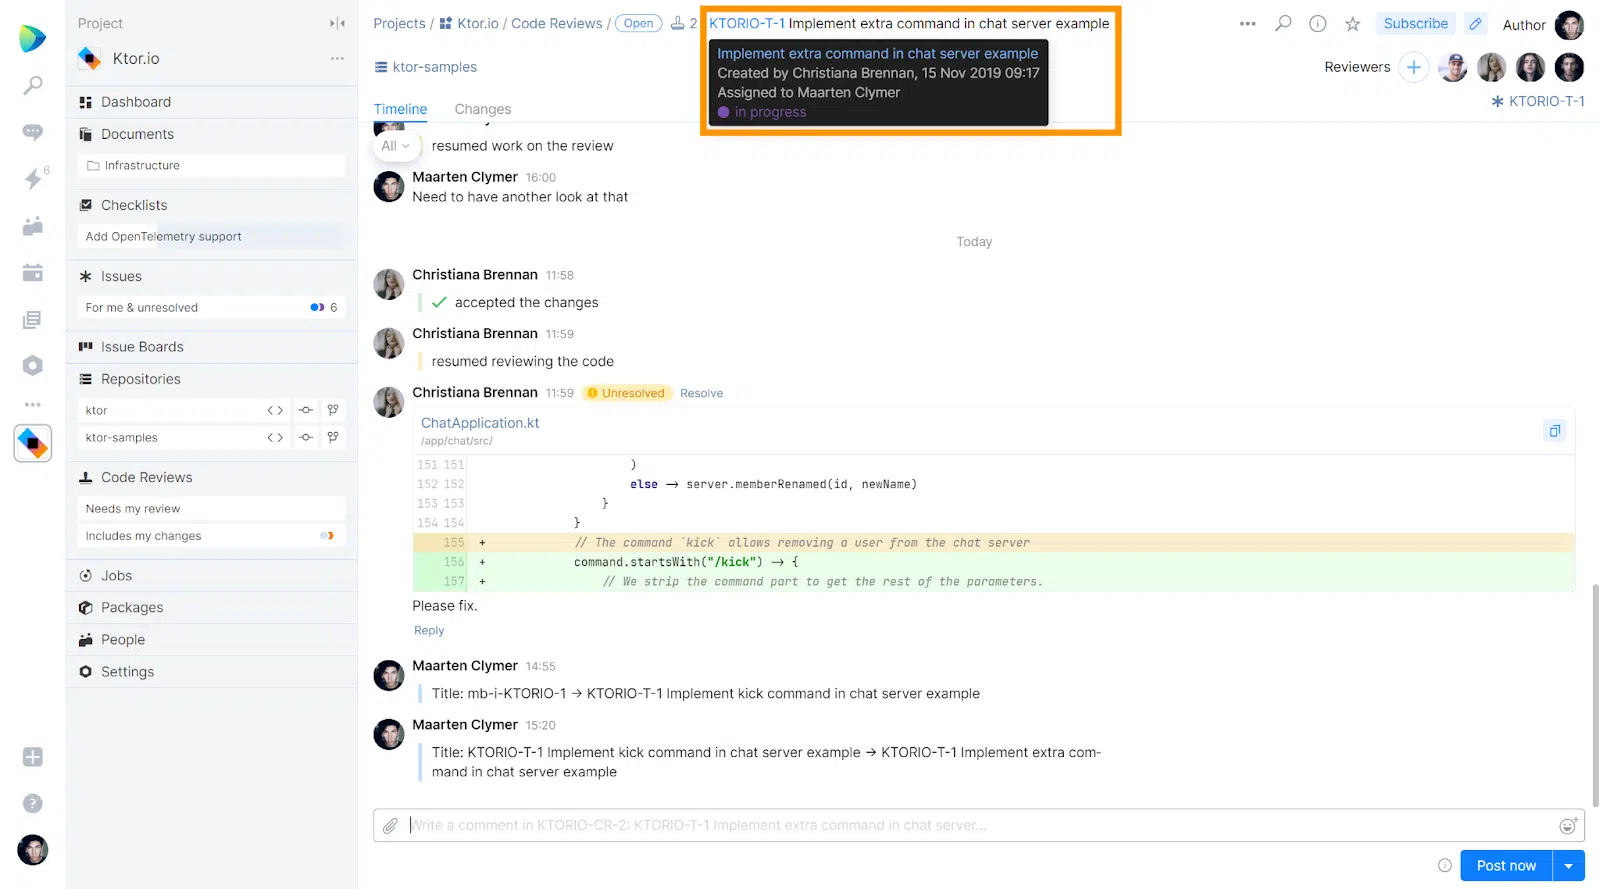 Project
Ktor.io
Dashboard
Documents
Infrastructure
Checklists
Add OpenTelemetry support
Issues
For me & unresolved 6
Issue Boards
Repositories
ktor
ktor-samples
Code Reviews
Needs my review
Includes my changes
Jobs
Packages
People
Settings
6
Projects / Ktor.io / Code Reviews / Open 2 KTORIO-T-1 Implement extra command in chat server example
Subscribe
Author
Implement extra command in chat server example
Created by Christiana Brennan, 15 Nov 2019 09:17
Assigned to Maarten Clymer
in progress
ktor-samples
Reviewers
KTORIO-T-1
Timeline Changes
All
resumed work on the review
Maarten Clymer 16:00
Need to have another look at that
Today
Christiana Brennan 11:58
accepted the changes
Christiana Brennan 11:59
resumed reviewing the code
Christiana Brennan 11:59 Unresolved Resolve
ChatApplication.kt
/app/chat/src/
151 151 )
152 152 else → server.memberRenamed(id, newName)
153 153 }
154 154 }
155 + // The command `kick` allows removing a user from the chat server
156 + command.startsWith("/kick") → {
157 + // We strip the command part to get the rest of the parameters.
Please fix.
Reply
Maarten Clymer 14:55
Title: mb-i-KTORIO-1 → KTORIO-T-1 Implement kick command in chat server example
Maarten Clymer 15:20
Title: KTORIO-T-1 Implement kick command in chat server example → KTORIO-T-1 Implement extra com-
mand in chat server example
Write a comment in KTORIO-CR-2: KTORIO-T-1 Implement extra command in chat server...
Post now